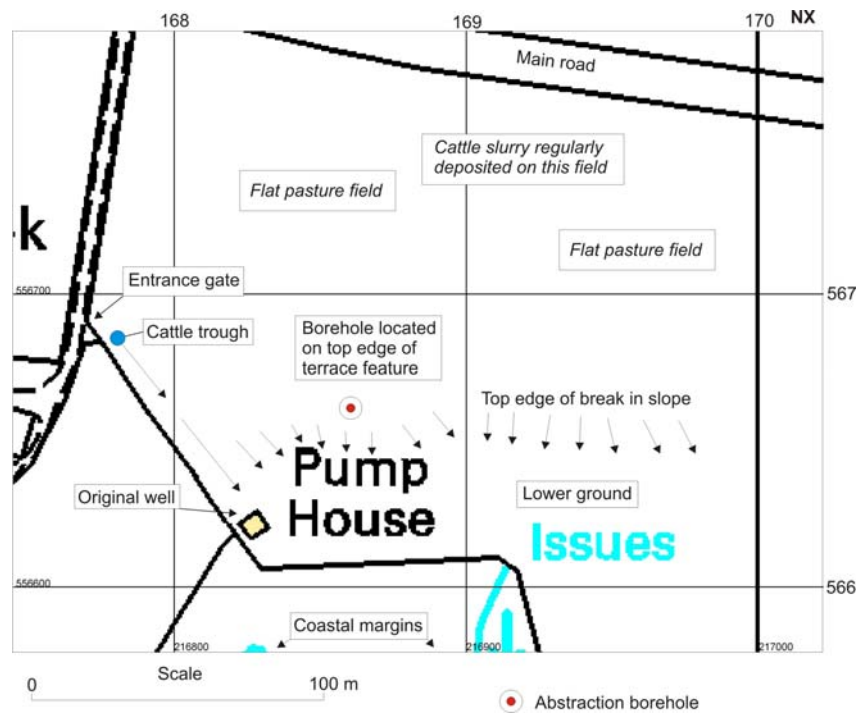 168
169
170
NX
Main road
Cattle slurry regularly
deposited on this field
Flat pasture field
Flat pasture field
k
Entrance gate
556700
567
Cattle trough
Borehole located
on top edge of
terrace feature
Top edge of break in slope
Pump
House
Original well
Lower ground
Issues
556600
566
Coastal margins
216800
216900
217000
Scale
0
100 m
Abstraction borehole